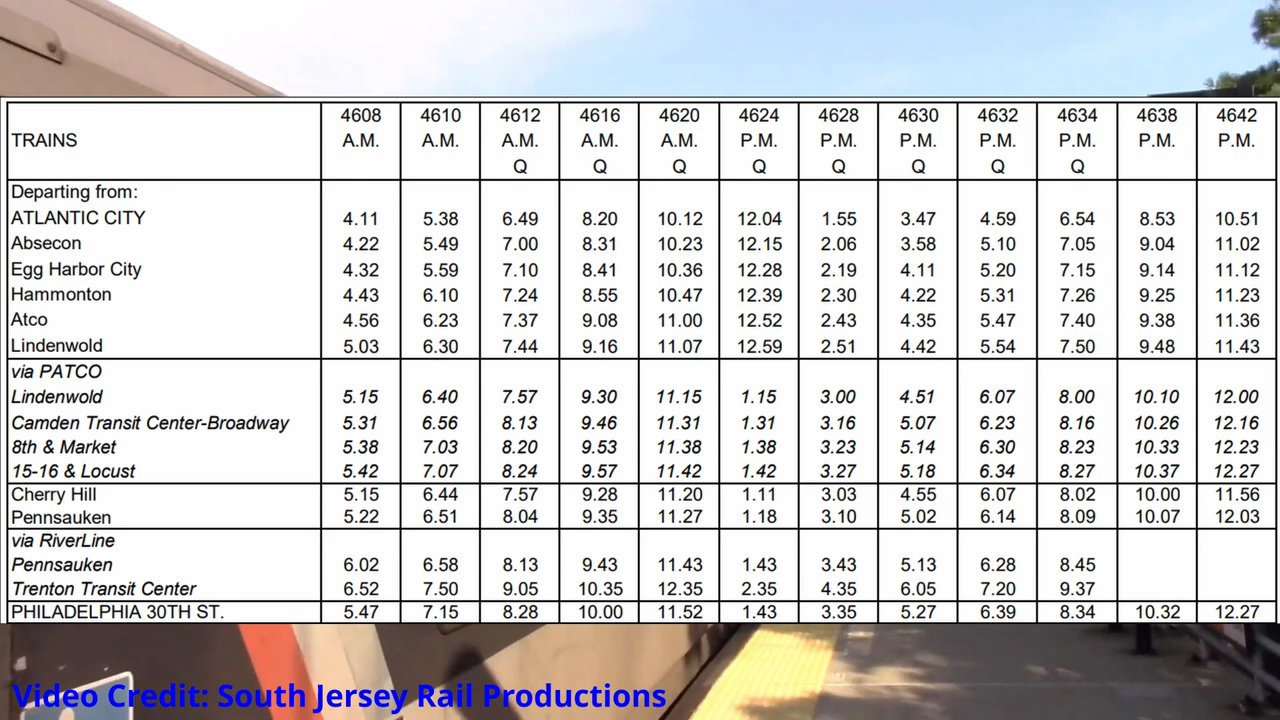 TRAINS 4608 4610 4612 4616 4620 4624 4628 4630 4632 4634 4638 4642
A.M. A.M. A.M. A.M. A.M. P.M. P.M. P.M. P.M. P.M. P.M. P.M.
Q Q Q Q Q Q Q Q
Departing from:
ATLANTIC CITY 4.11 5.38 6.49 8.20 10.12 12.04 1.55 3.47 4.59 6.54 8.53 10.51
Absecon 4.22 5.49 7.00 8.31 10.23 12.15 2.06 3.58 5.10 7.05 9.04 11.02
Egg Harbor City 4.32 5.59 7.10 8.41 10.36 12.28 2.19 4.11 5.20 7.15 9.14 11.12
Hammonton 4.43 6.10 7.24 8.55 10.47 12.39 2.30 4.22 5.31 7.26 9.25 11.23
Atco 4.56 6.23 7.37 9.08 11.00 12.52 2.43 4.35 5.47 7.40 9.38 11.36
Lindenwold 5.03 6.30 7.44 9.16 11.07 12.59 2.51 4.42 5.54 7.50 9.48 11.43
via PATCO
Lindenwold 5.15 6.40 7.57 9.30 11.15 1.15 3.00 4.51 6.07 8.00 10.10 12.00
Camden Transit Center-Broadway 5.31 6.56 8.13 9.46 11.31 1.31 3.16 5.07 6.23 8.16 10.26 12.16
8th & Market 5.38 7.03 8.20 9.53 11.38 1.38 3.23 5.14 6.30 8.23 10.33 12.23
15-16 & Locust 5.42 7.07 8.24 9.57 11.42 1.42 3.27 5.18 6.34 8.27 10.37 12.27
Cherry Hill 5.15 6.44 7.57 9.28 11.20 1.11 3.03 4.55 6.07 8.02 10.00 11.56
Pennsauken 5.22 6.51 8.04 9.35 11.27 1.18 3.10 5.02 6.14 8.09 10.07 12.03
via RiverLine
Pennsauken 6.02 6.58 8.13 9.43 11.43 1.43 3.43 5.13 6.28 8.45
Trenton Transit Center 6.52 7.50 9.05 10.35 12.35 2.35 4.35 6.05 7.20 9.37
PHILADELPHIA 30TH ST. 5.47 7.15 8.28 10.00 11.52 1.43 3.35 5.27 6.39 8.34 10.32 12.27
Video Credit: South Jersey Rail Productions